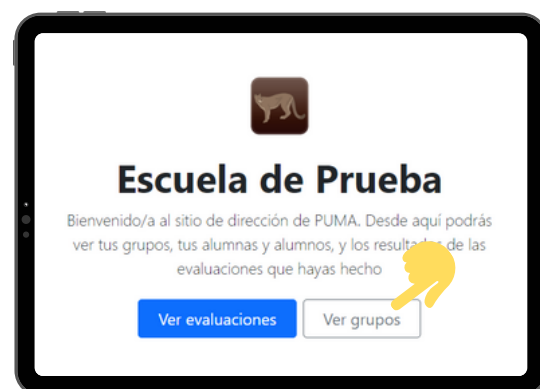 Escuela de Prueba
Bienvenido/a al sitio de dirección de PUMA. Desde aquí podrás
ver tus grupos, tus alumnas y alumnos, y los resultados de las
evaluaciones que hayas hecho
Ver evaluaciones
Ver grupos